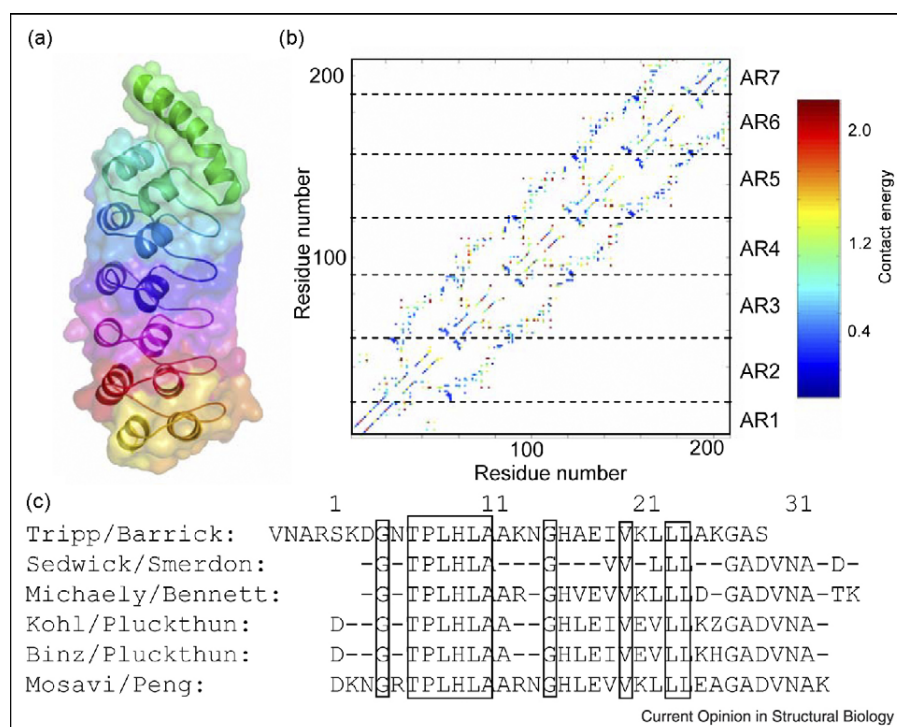 (a)
(b)
200
100
Residue number
100 200
Residue number
AR7
AR6
AR5
AR4
AR3
AR2
AR1
2.0
1.2
0.4
Contact energy
(c)
1 11 21 31
Tripp/Barrick: VNARSKDGNTPLHLAAKNGHAEIVKLLLAKGAS
Sedwick/Smerdon: --G-TPLHLA---G---VV-LLL--GADVNA-D-
Michaely/Bennett: -G-TPLHLAAR-GHVEVVKLLLD-GADVNA-TK
Kohl/Pluckthun: D--G-TPLHLAA--GHLEIVEVLLKZGADVNA-
Binz/Pluckthun: D--G-TPLHLAA--GHLEIVEVLLKHGADVNA-
Mosavi/Peng: DKNGRTPLHLAARNGHLEVVKLLLEAGADVNAK
Current Opinion in Structural Biology